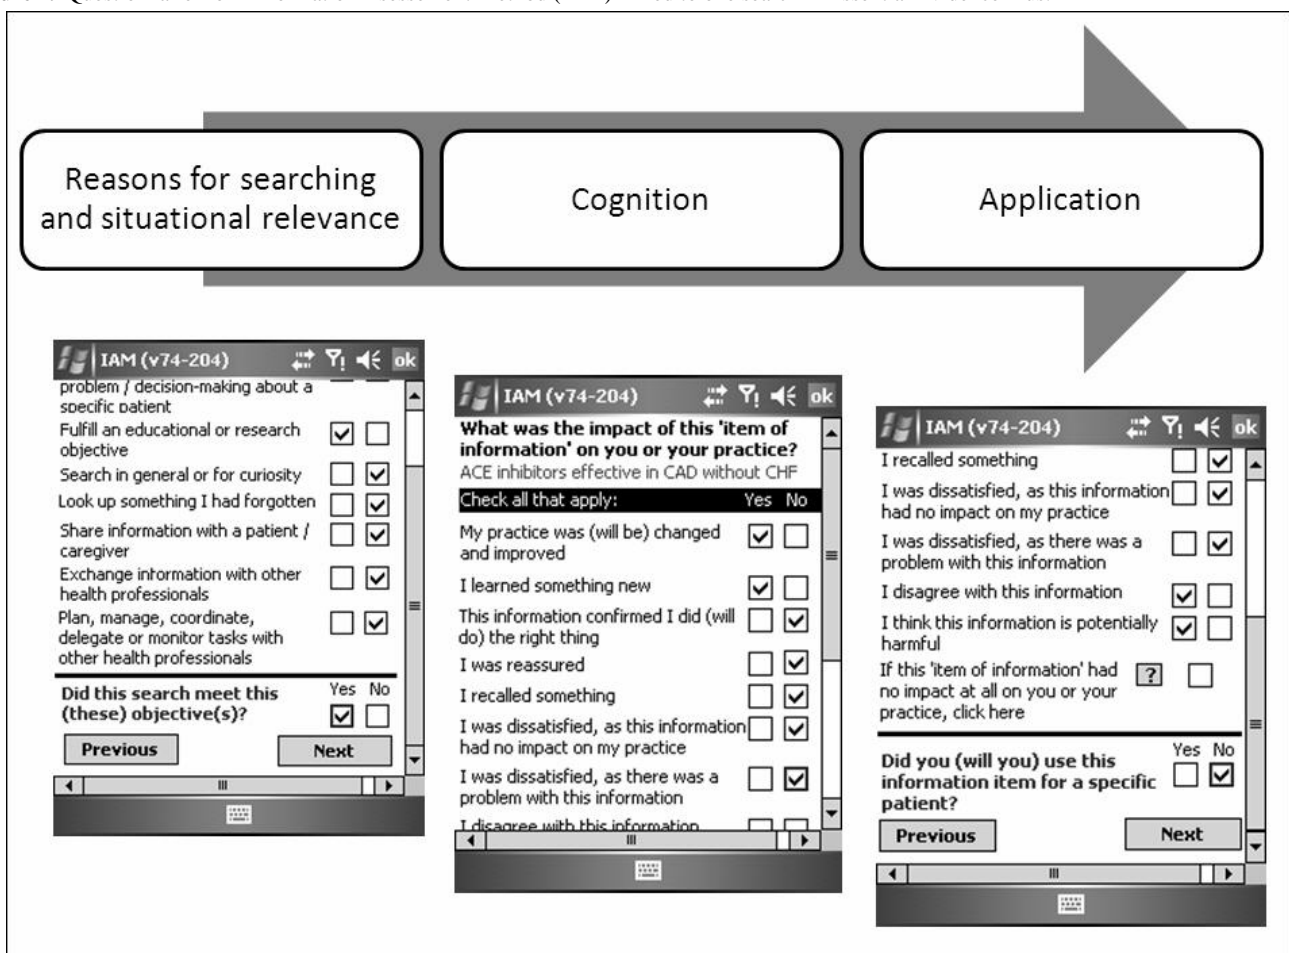 Reasons for searching
and situational relevance
Cognition
Application
IAM (v74-204)
ok
problem / decision-making about a
specific patient
Fulfill an educational or research
objective
Search in general or for curiosity
Look up something I had forgotten
Share information with a patient /
caregiver
Exchange information with other
health professionals
Plan, manage, coordinate,
delegate or monitor tasks with
other health professionals
Did this search meet this
(these) objective(s)?
Yes No
Previous
Next
IAM (v74-204)
ok
What was the impact of this 'item of
information' on you or your practice?
ACE inhibitors effective in CAD without CHF
Check all that apply: Yes No
My practice was (will be) changed
and improved
I learned something new
This information confirmed I did (will
do) the right thing
I was reassured
I recalled something
I was dissatisfied, as this information
had no impact on my practice
I was dissatisfied, as there was a
problem with this information
I disagree with this information
IAM (v74-204)
ok
I recalled something
I was dissatisfied, as this information
had no impact on my practice
I was dissatisfied, as there was a
problem with this information
I disagree with this information
I think this information is potentially
harmful
If this 'item of information' had
no impact at all on you or your
practice, click here
?
Did you (will you) use this
information item for a specific
patient?
Yes No
Previous
Next